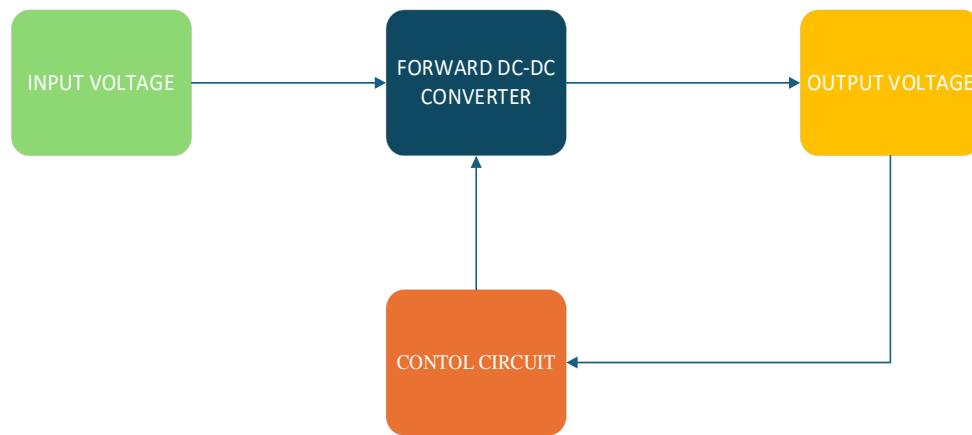 INPUT VOLTAGE
FORWARD DC-DC
CONVERTER
OUTPUT VOLTAGE
CONTOL CIRCUIT